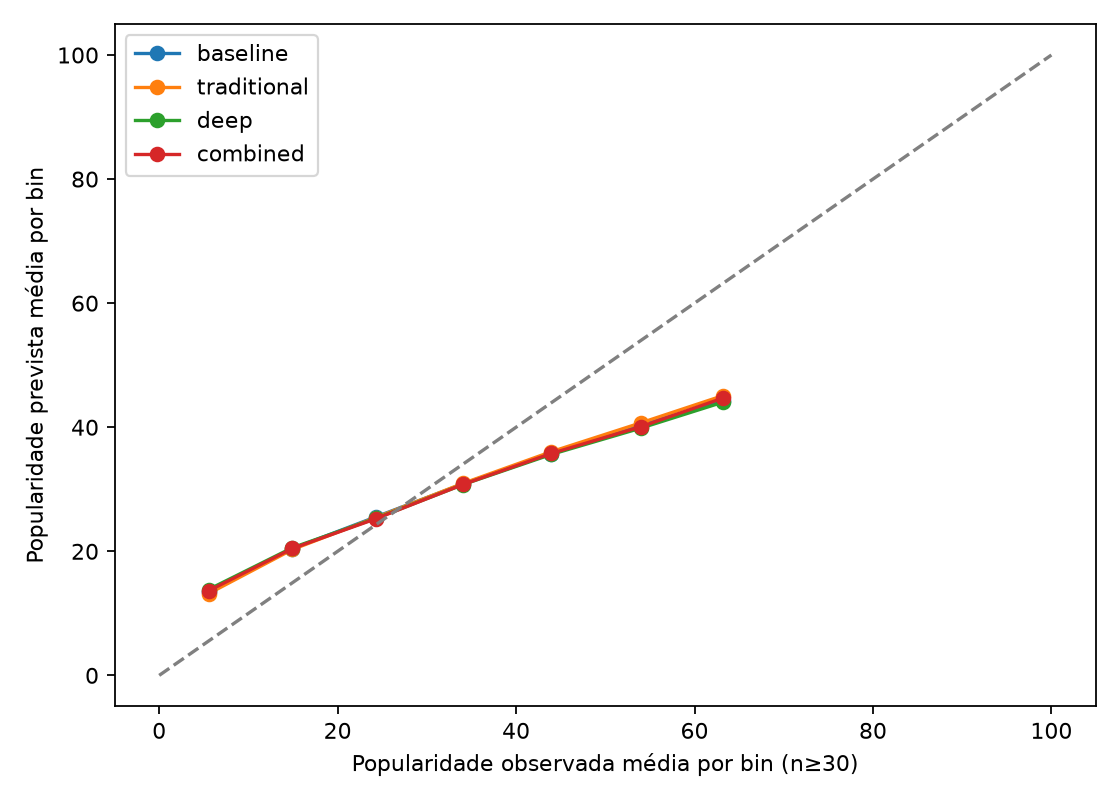 baseline
traditional
deep
combined
Popularidade prevista média por bin
100
80
60
40
20
0
0 20 40 60 80 100
Popularidade observada média por bin (n≥30)